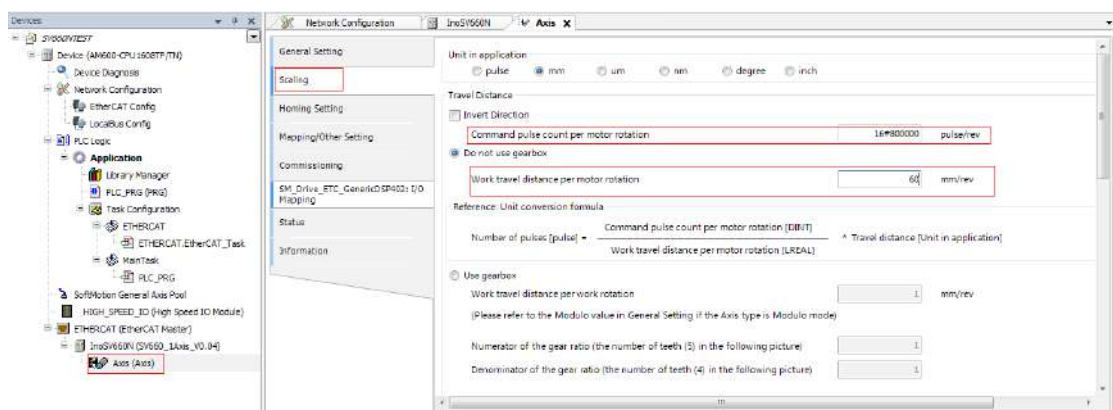 Devices
SV660NTEST
Device (AM600-CPU1608TP/TN)
Device Diagnosis
Network Configuration
EtherCAT Config
LocalBus Config
PLC Logic
Application
Library Manager
PLC_PRG (PRG)
Task Configuration
ETHERCAT
ETHERCAT.EtherCAT_Task
MainTask
PLC_PRG
SoftMotion General Axis Pool
HIGH_SPEED_IO (High Speed IO Module)
ETHERCAT (EtherCAT Master)
InoSV660N (SV660_1Axis_V0.04)
Axis (Axis)
Network Configuration InoSV660N Axis X
General Setting
Scaling
Homing Setting
Mapping/Other Setting
Commissioning
SM_Drive_ETC_GenericDSP402: I/O
Mapping
Status
Information
Unit in application
pulse mm um nm degree inch
Travel Distance
Invert Direction
Command pulse count per motor rotation 16#800000 pulse/rev
Do not use gearbox
Work travel distance per motor rotation 60 mm/rev
Reference: Unit conversion formula
Command pulse count per motor rotation [DINT]
Number of pulses [pulse] = * Travel distance [Unit in application]
Work travel distance per motor rotation [LREAL]
Use gearbox
Work travel distance per work rotation 1 mm/rev
(Please refer to the Modulo value in General Setting if the Axis type is Modulo mode)
Numerator of the gear ratio (the number of teeth (5) in the following picture) 1
Denominator of the gear ratio (the number of teeth (4) in the following picture) 1